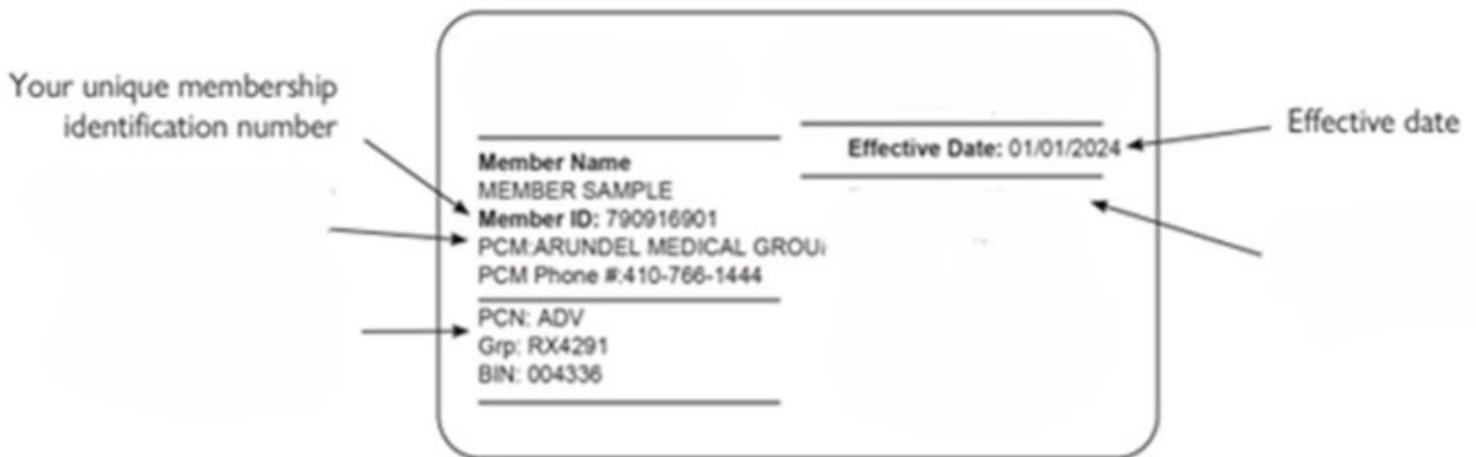 Your unique membership
identification number
Effective date
Effective Date: 01/01/2024
Member Name
MEMBER SAMPLE
Member ID: 790916901
PCM:ARUNDEL MEDICAL
PCM Phone #:410-766-1444
PCN: ADV
Grp: RX4291
BIN: 004336